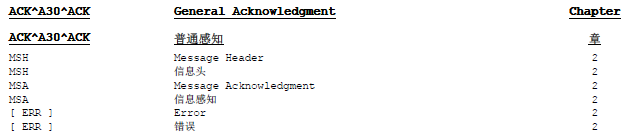 ACK^A30^ACK General Acknowledgment Chapter
ACK^A30^ACK 普通感知 章
MSH Message Header 2
MSH 信息头 2
MSA Message Acknowledgment 2
MSA 信息感知 2
[ ERR ] Error 2
[ ERR ] 错误 2